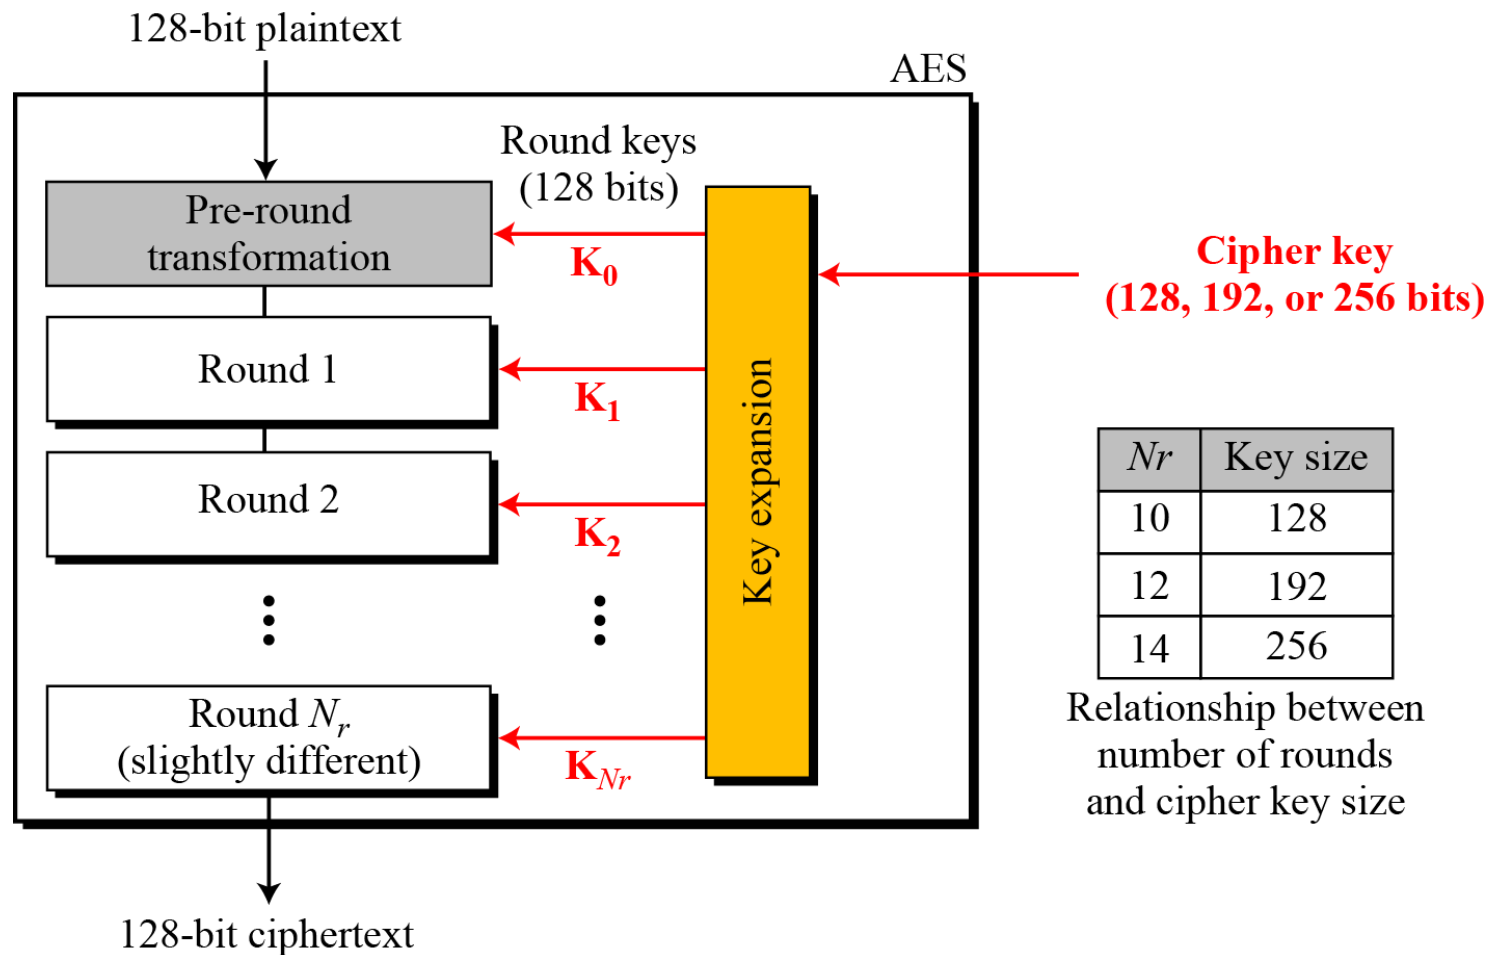 128-bit plaintext
AES
Round keys
(128 bits)
Pre-round
transformation
K0
Cipher key
(128, 192, or 256 bits)
Round 1
K1
Key expansion
Round 2
K2
Nr Key size
10 128
12 192
14 256
Relationship between
number of rounds
and cipher key size
Round Nr
(slightly different)
KNr
128-bit ciphertext